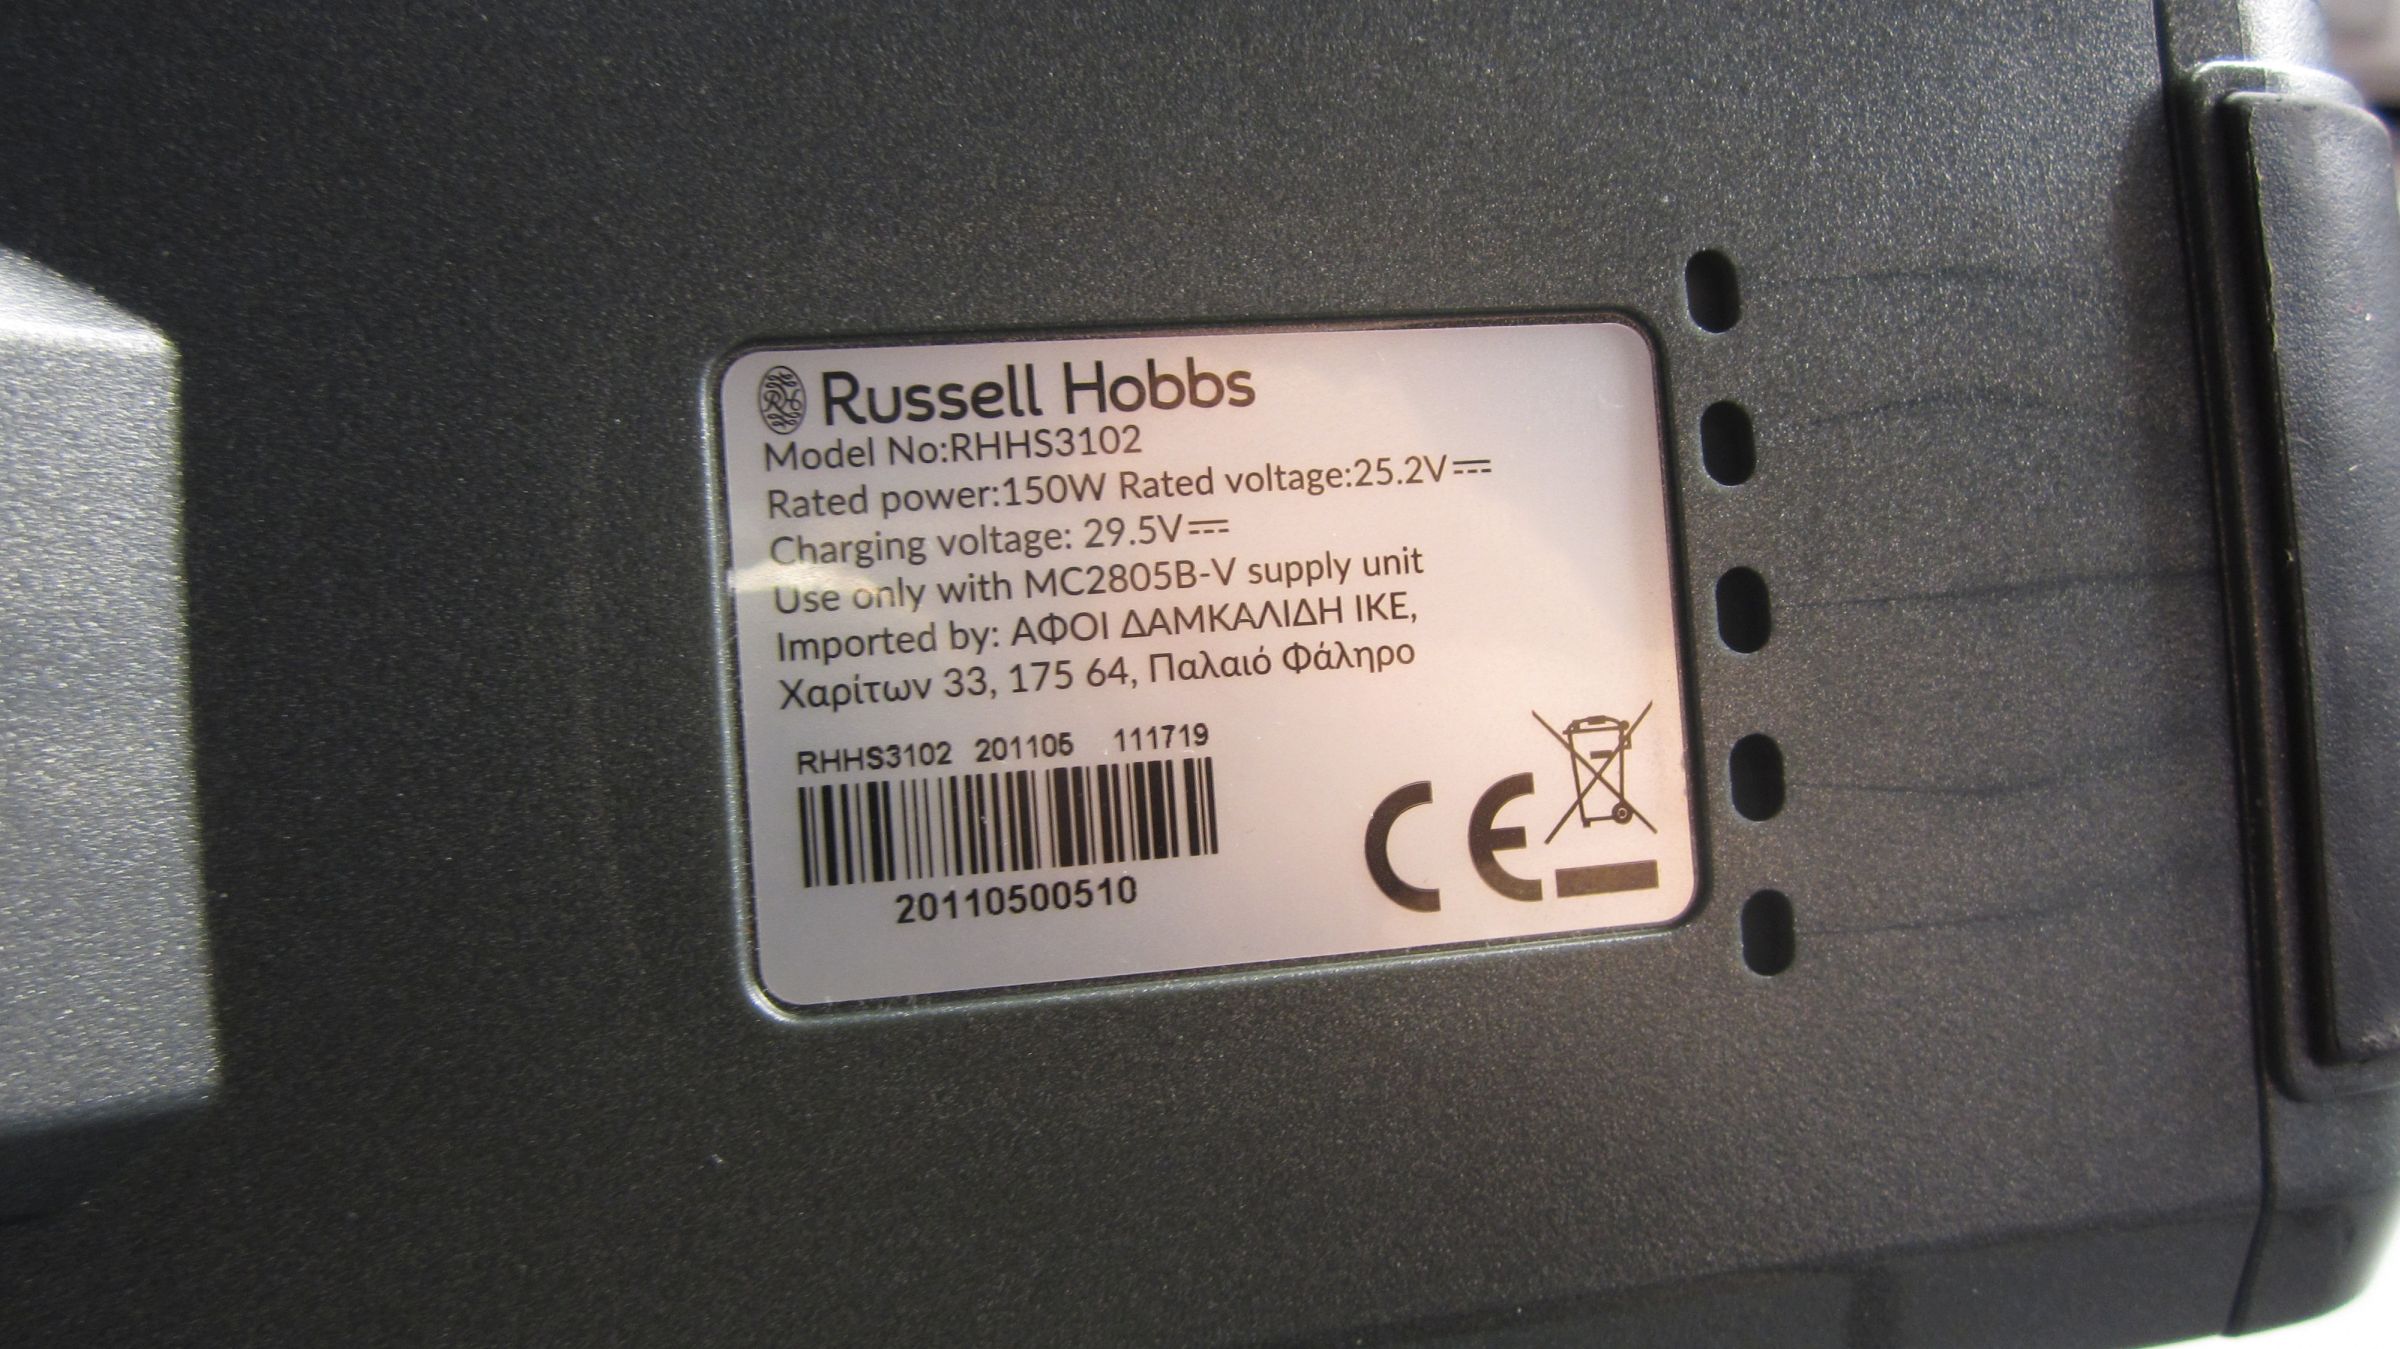 Russell Hobbs
Model No:RHHS3102
Rated power:150W Rated voltage:25.2V
Charging voltage: 29.5V
Use only with MC2805B-V supply unit
Imported by: ΑΦΟΙ ΔΑΜΚΑΛΙΔΗ ΙΚΕ,
Χαρίτων 33, 175 64, Παλαιό Φάληρο
RHHS3102 201105 111719
20110500510
CE